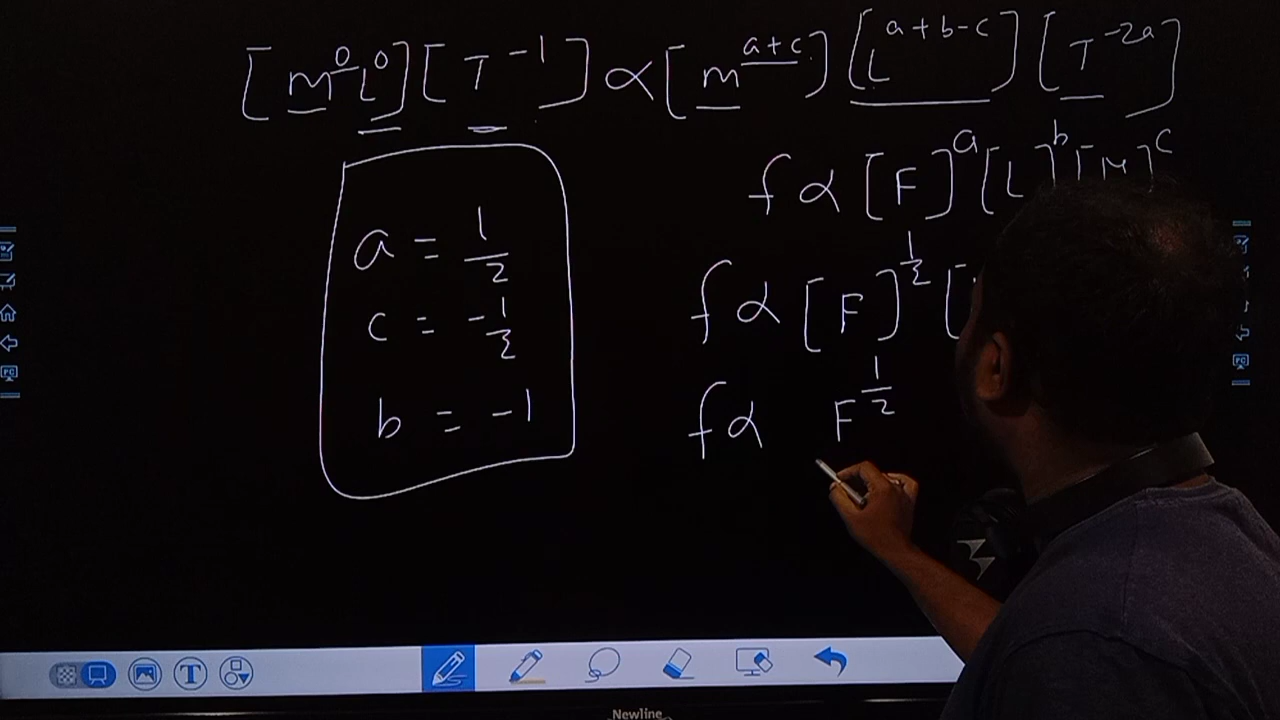 [M⁰L⁰][T⁻¹] ∝ [M^(a+c)][L^(a+b-c)][T^(-2a)]
f ∝ [F]^a [L]^b [M]^c
a = 1/2
f ∝ [F]^(1/2) [
c = -1/2
f ∝ F^(1/2)
b = -1
T
Newline